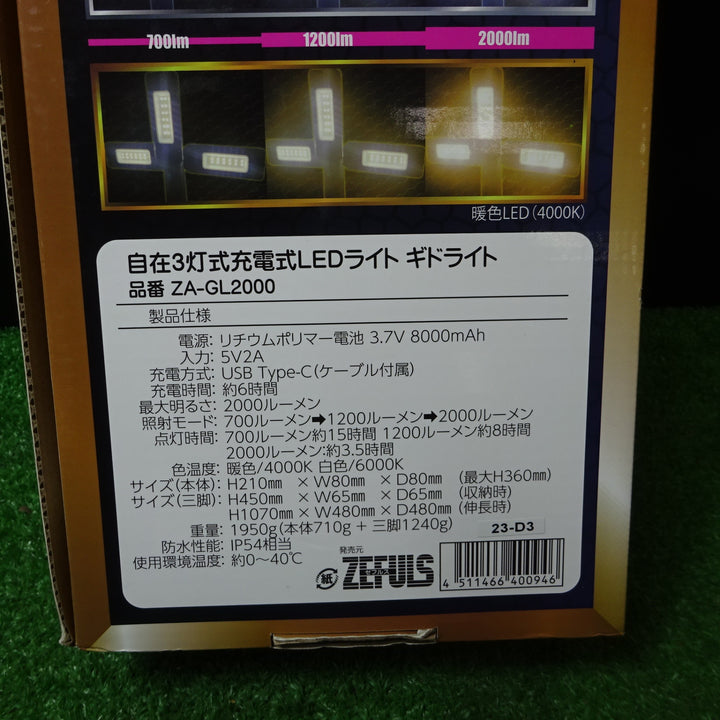 700lm 1200lm 2000lm
暖色LED(4000K)
自在3灯式充電式LEDライト ギドライト
品番 ZA-GL2000
製品仕様
電源: リチウムポリマー電池 3.7V 8000mAh
入力: 5V2A
充電方式: USB Type-C(ケーブル付属)
充電時間: 約6時間
最大明るさ: 2000ルーメン
照射モード: 700ルーメン➡1200ルーメン➡2000ルーメン
点灯時間: 700ルーメン約15時間 1200ルーメン約8時間
2000ルーメン:約3.5時間
色温度: 暖色/4000K 白色/6000K
サイズ(本体): H210mm × W80mm × D80mm (最大H360mm)
サイズ(三脚): H450mm × W65mm × D65mm (収納時)
H1070mm × W480mm × D480mm (伸長時)
重量: 1950g(本体710g + 三脚1240g)
23-D3
防水性能: IP54相当
使用環境温度: 約0~40℃
紙
発売元
ZEFULS
ゼフルス
4 511466 400946